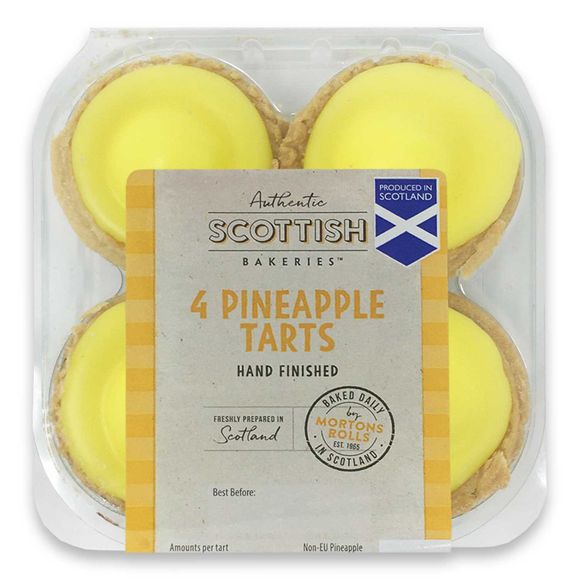 Authentic
SCOTTISH
BAKERIES™
PRODUCED IN
SCOTLAND
4 PINEAPPLE
TARTS
HAND FINISHED
FRESHLY PREPARED IN
Scotland
BAKED DAILY
by
MORTONS
ROLLS
EST. 1965
IN SCOTLAND
Best Before:
Amounts per tart
Non-EU Pineapple